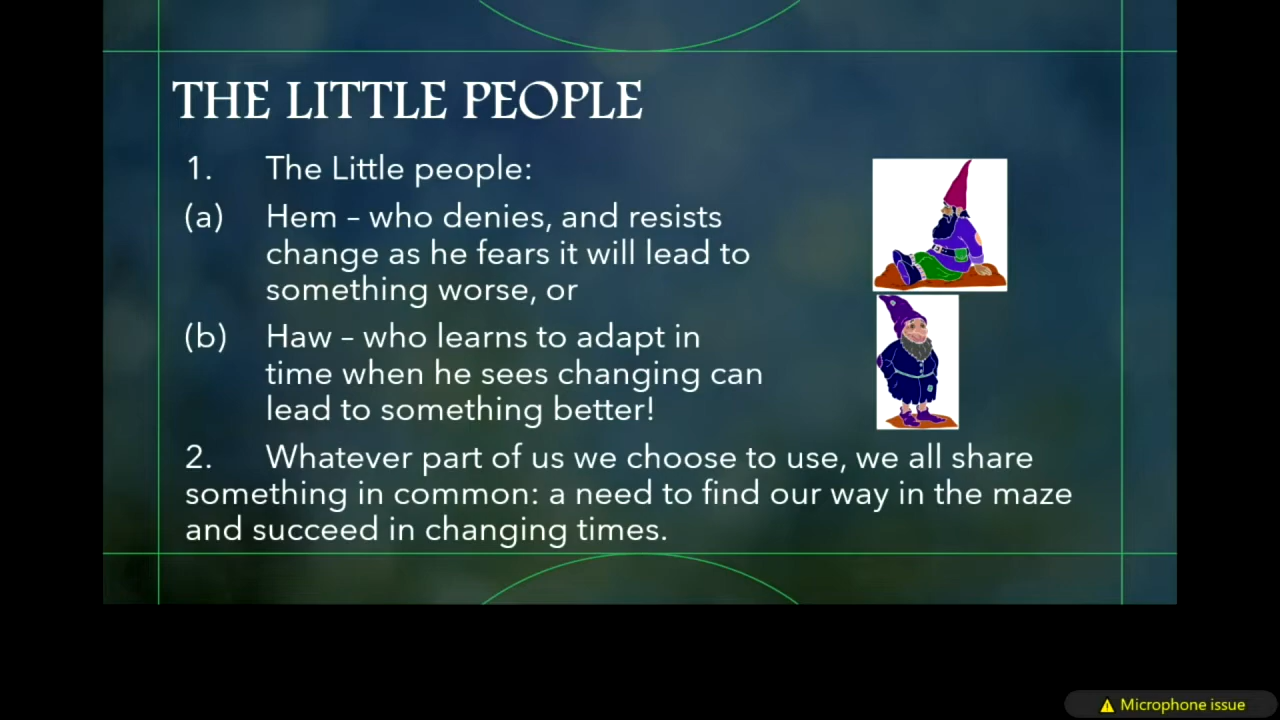 THE LITTLE PEOPLE
1. The Little people:
(a) Hem – who denies, and resists
change as he fears it will lead to
something worse, or
(b) Haw – who learns to adapt in
time when he sees changing can
lead to something better!
2. Whatever part of us we choose to use, we all share
something in common: a need to find our way in the maze
and succeed in changing times.
Microphone issue